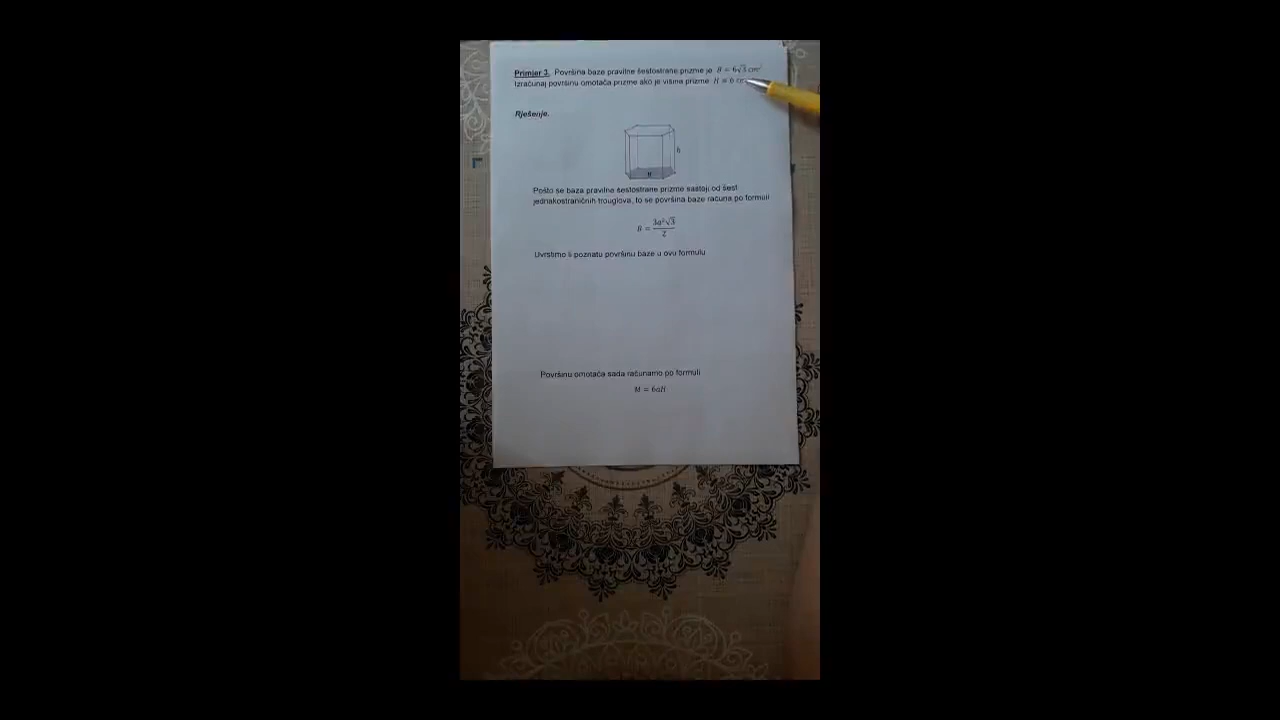 Primjer 3. Površina baze pravilne šestostrane prizme je B = 6√3 cm²
Izračunaj površinu omotača prizme ako je visina prizme H = 6
Rješenje.
h
B
Pošto se baza pravilne šestostrane prizme sastoji od šest
jednakostraničnih trouglova, to se površina baze računa po formuli
B = 3a²√3 / 2
Uvrstimo li poznatu površinu baze u ovu formulu
Površinu omotača sada računamo po formuli
M = 6aH